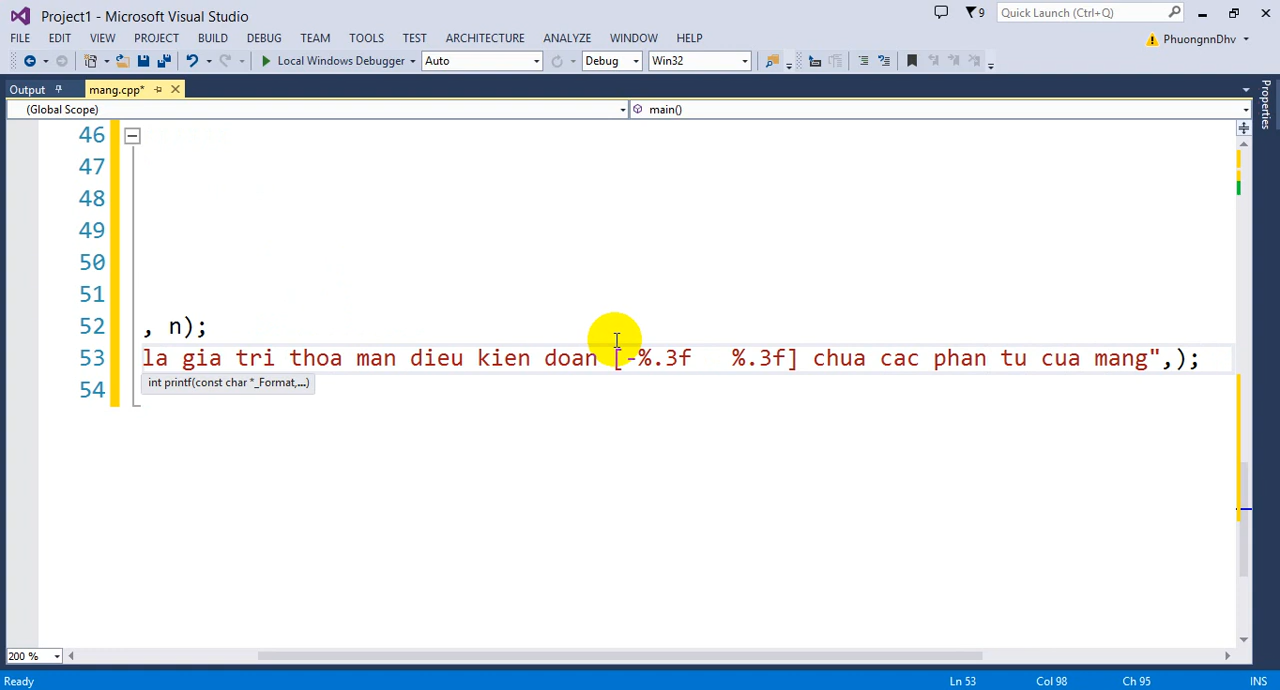 Project1 - Microsoft Visual Studio
9
Quick Launch (Ctrl+Q)
FILE EDIT VIEW PROJECT BUILD DEBUG TEAM TOOLS TEST ARCHITECTURE ANALYZE WINDOW HELP
PhuongnnDhv
Local Windows Debugger Auto Debug Win32
Output mang.cpp*
(Global Scope) main()
Properties
46
47
48
49
50
51
52 , n);
53 la gia tri thoa man dieu kien doan [-%.3f   %.3f] chua cac phan tu cua mang",);
int printf(const char *_Format,...)
54
200 %
Ready Ln 53 Col 98 Ch 95 INS